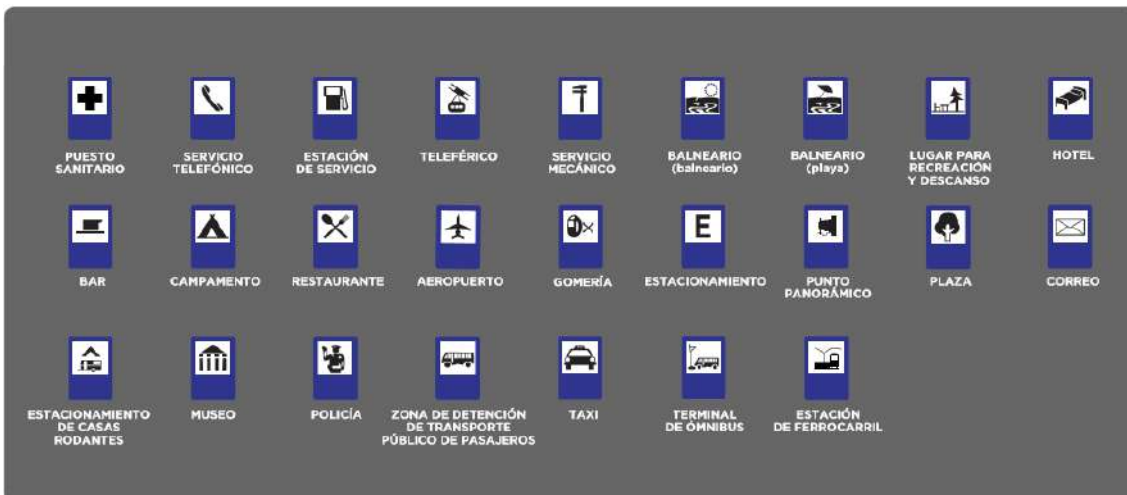 PUESTO
SANITARIO
SERVICIO
TELEFÓNICO
ESTACIÓN
DE SERVICIO
TELEFÉRICO
SERVICIO
MECÁNICO
BALNEARIO
(balneario)
BALNEARIO
(playa)
LUGAR PARA
RECREACIÓN
Y DESCANSO
HOTEL
BAR
CAMPAMENTO
RESTAURANTE
AEROPUERTO
GOMERÍA
E
ESTACIONAMIENTO
PUNTO
PANORÁMICO
PLAZA
CORREO
ESTACIONAMIENTO
DE CASAS
RODANTES
MUSEO
POLICÍA
ZONA DE DETENCIÓN
DE TRANSPORTE
PÚBLICO DE PASAJEROS
TAXI
TERMINAL
DE ÓMNIBUS
ESTACIÓN
DE FERROCARRIL